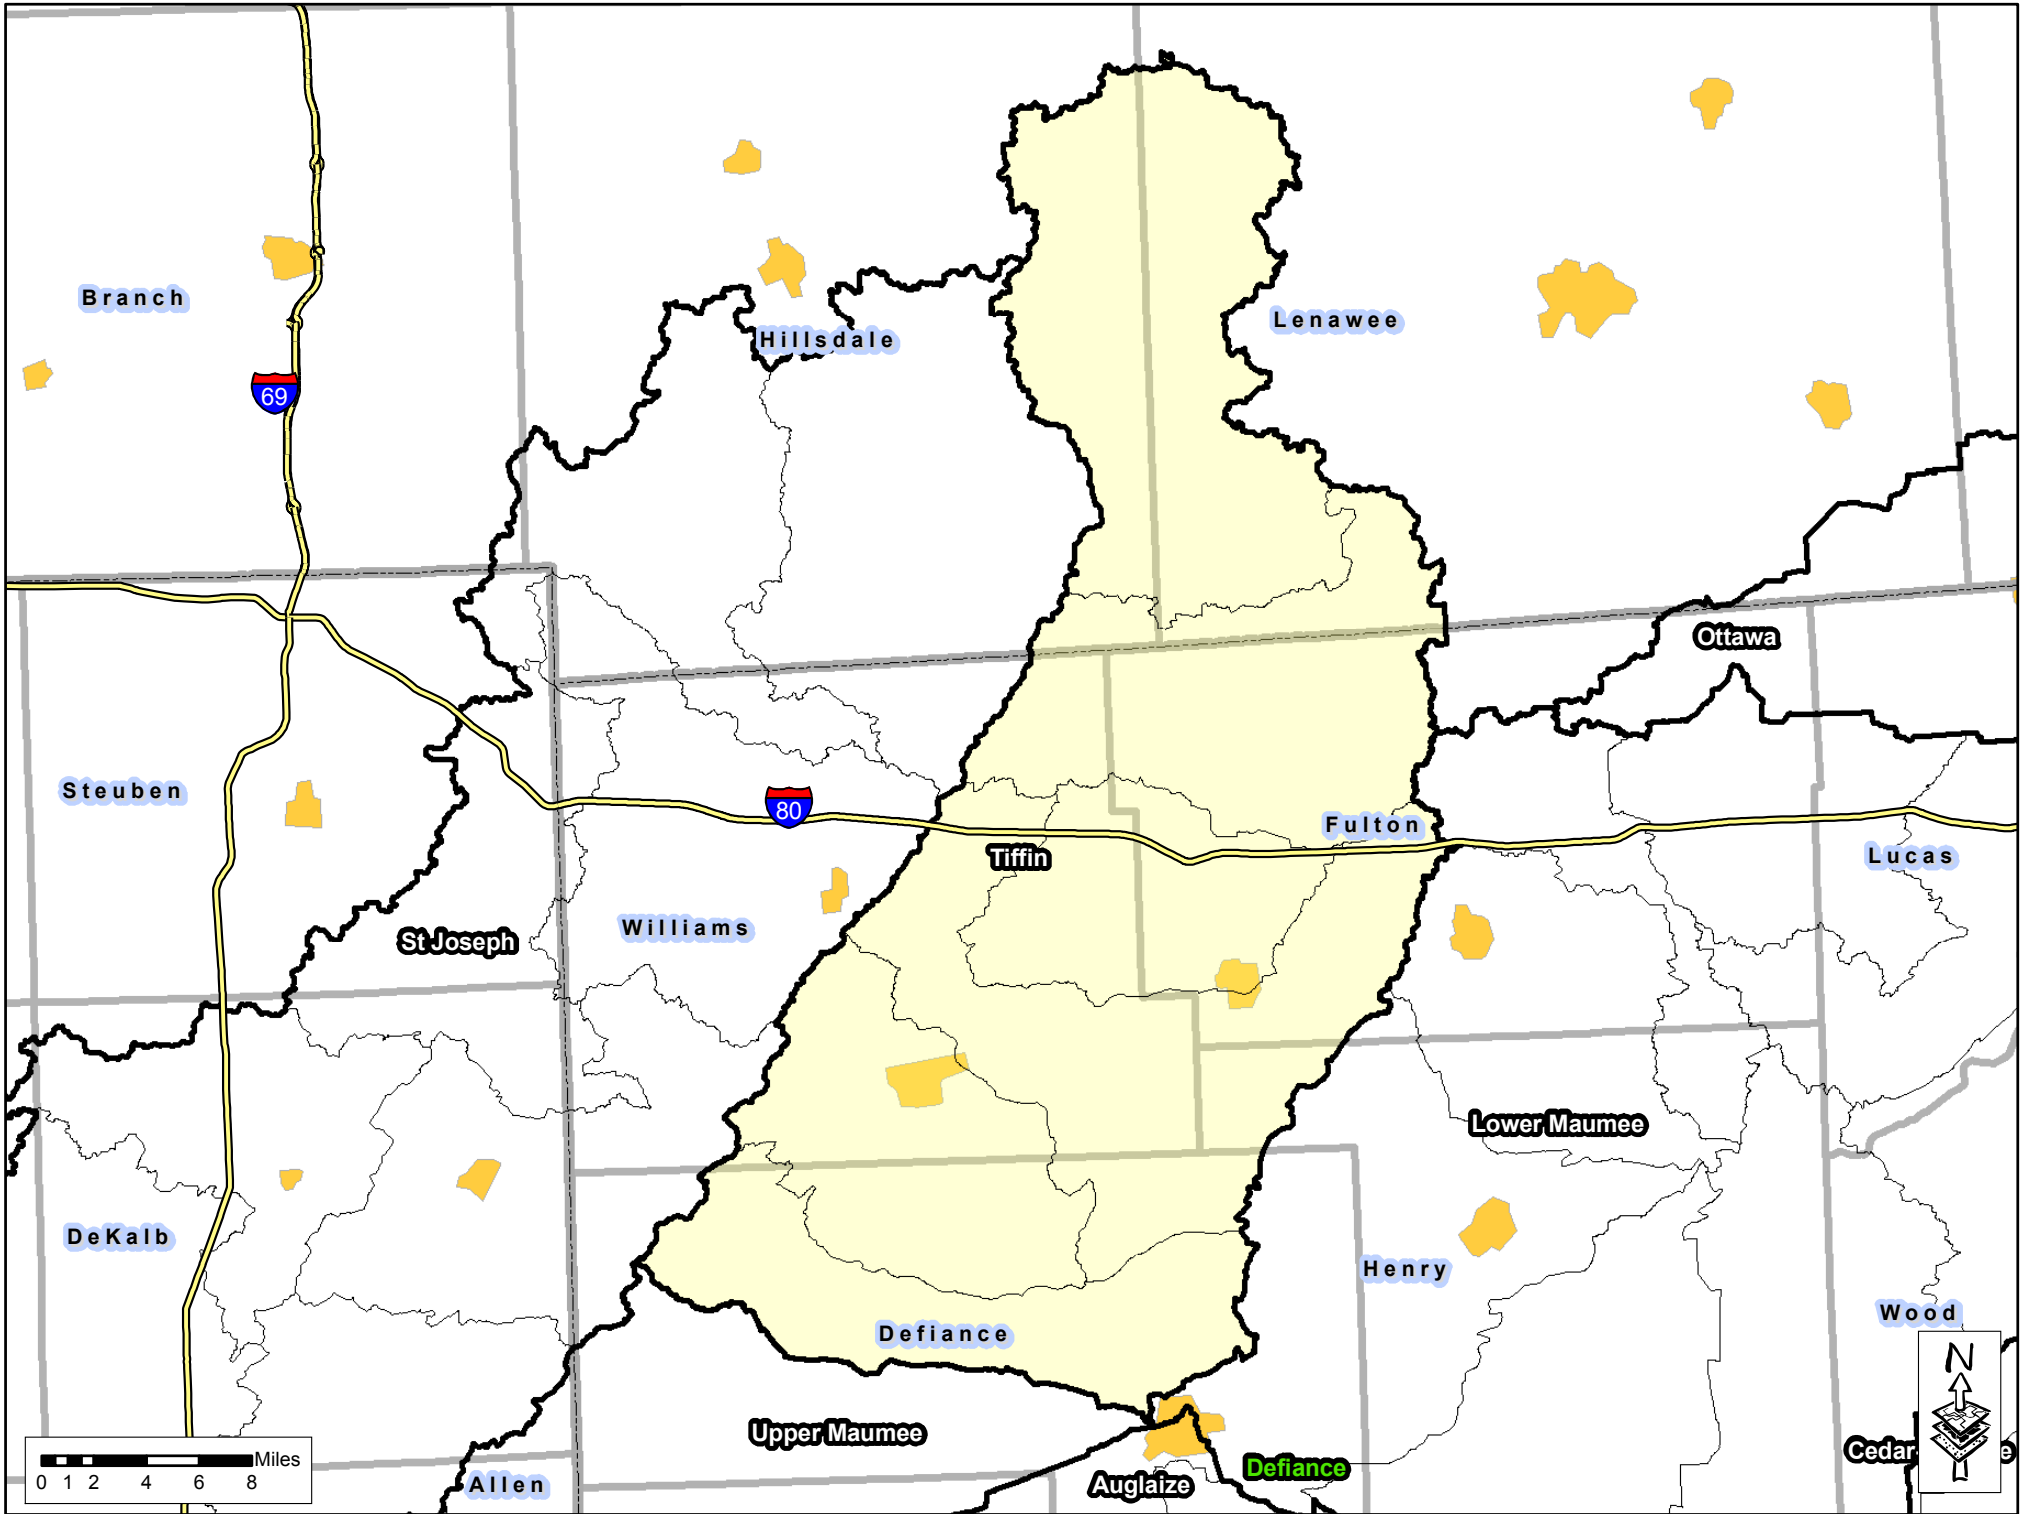 Branch
Hillsdale
Lenawee
69
Ottawa
Steuben
80
Fulton
Tiffin
Lucas
Williams
St Joseph
Lower Maumee
DeKalb
Henry
Wood
Defiance
N
Upper Maumee
Cedar
e
Defiance
Auglaize
Allen
Miles
0 1 2 4 6 8